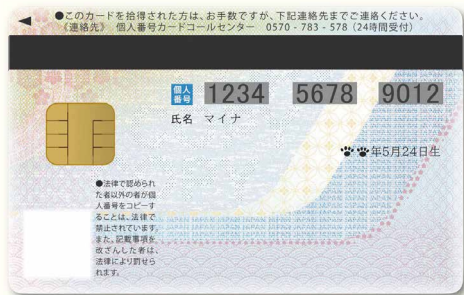 ●このカードを拾得された方は、お手数ですが、下記連絡先までご連絡ください。
《連絡先》 個人番号カードコールセンター 0570-783-578 (24時間受付)
個人番号 1234 5678 9012
氏名 マイナ
年5月24日生
●法律で認められ
た者以外の者が個
人番号をコピーす
ることは、法律で
禁止されています。
また、記載事項を
改ざんした者は、
法律により罰せら
れます。